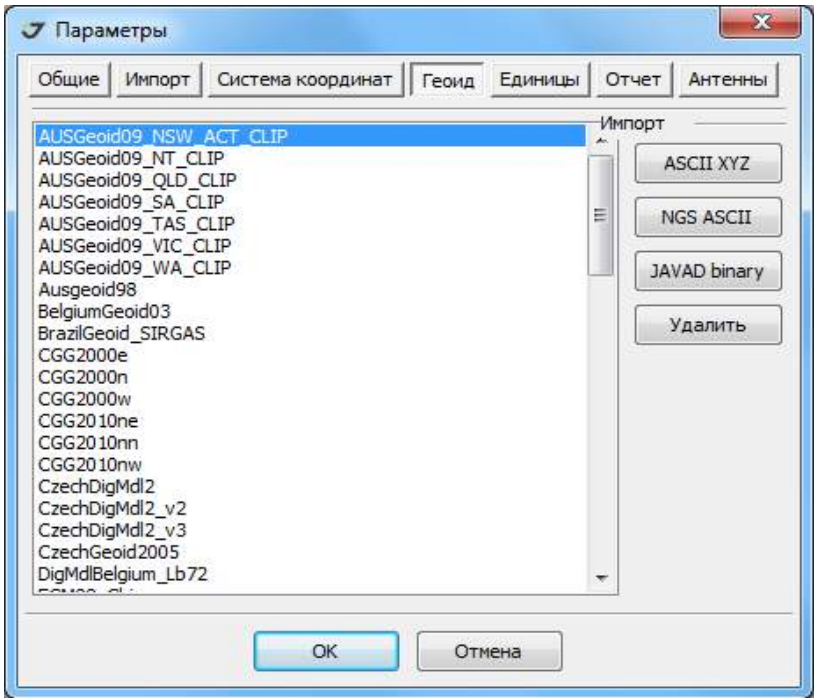 Параметры
Общие Импорт Система координат Геоид Единицы Отчет Антенны
Импорт
AUSGeoid09_NSW_ACT_CLIP
AUSGeoid09_NT_CLIP
AUSGeoid09_QLD_CLIP
AUSGeoid09_SA_CLIP
AUSGeoid09_TAS_CLIP
AUSGeoid09_VIC_CLIP
AUSGeoid09_WA_CLIP
Ausgeoid98
BelgiumGeoid03
BrazilGeoid_SIRGAS
CGG2000e
CGG2000n
CGG2000w
CGG2010ne
CGG2010nn
CGG2010nw
CzechDigMdl2
CzechDigMdl2_v2
CzechDigMdl2_v3
CzechGeoid2005
DigMdlBelgium_Lb72
ASCII XYZ
NGS ASCII
JAVAD binary
Удалить
OK Отмена